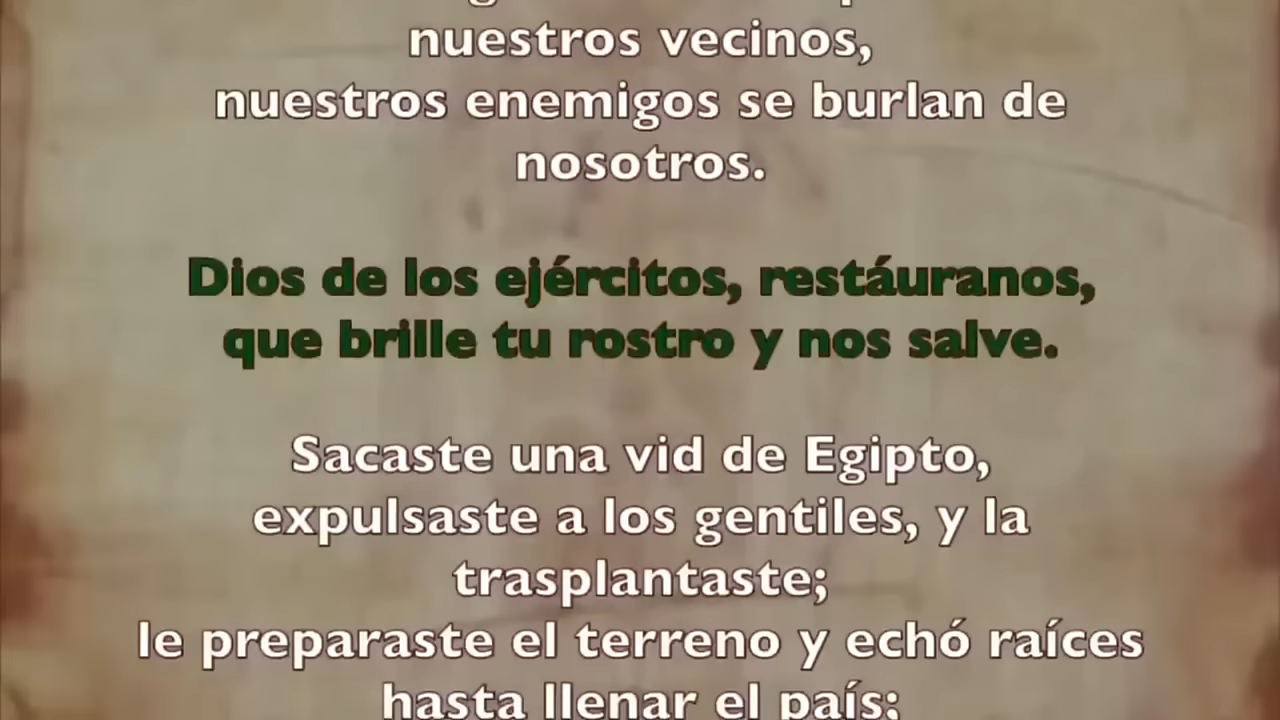 nuestros vecinos,
nuestros enemigos se burlan de
nosotros.
Dios de los ejércitos, restáuranos,
que brille tu rostro y nos salve.
Sacaste una vid de Egipto,
expulsaste a los gentiles, y la
trasplantaste;
le preparaste el terreno y echó raíces
hasta llenar el país;